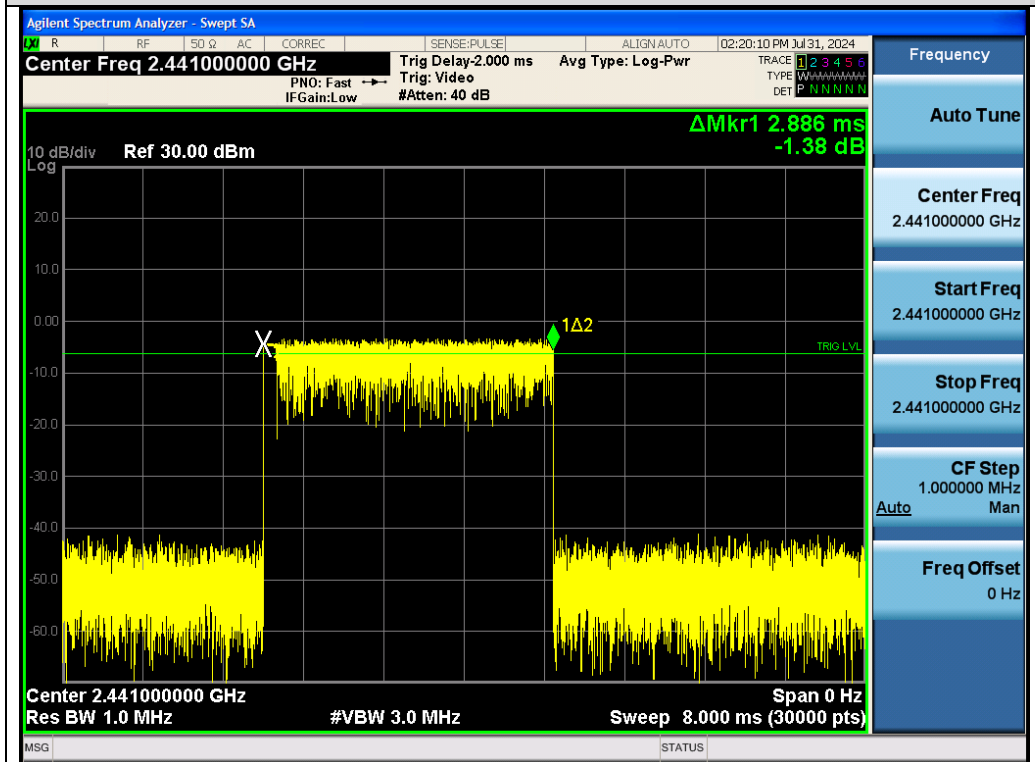 Agilent Spectrum Analyzer - Swept SA
LXI R RF 50 Ω AC CORREC SENSE:PULSE ALIGN AUTO 02:20:10 PM Jul 31, 2024
Center Freq 2.441000000 GHz
PNO: Fast
IFGain:Low
Trig Delay-2.000 ms
Trig: Video
#Atten: 40 dB
Avg Type: Log-Pwr
TRACE 1 2 3 4 5 6
TYPE WWWWWW
DET P N N N N N
ΔMkr1 2.886 ms
-1.38 dB
10 dB/div Ref 30.00 dBm
Log
20.0
10.0
0.00
-10.0
-20.0
-30.0
-40.0
-50.0
-60.0
1Δ2
TRIG LVL
Center 2.441000000 GHz Span 0 Hz
Res BW 1.0 MHz #VBW 3.0 MHz Sweep 8.000 ms (30000 pts)
MSG STATUS
Frequency
Auto Tune
Center Freq
2.441000000 GHz
Start Freq
2.441000000 GHz
Stop Freq
2.441000000 GHz
CF Step
1.000000 MHz
Auto Man
Freq Offset
0 Hz